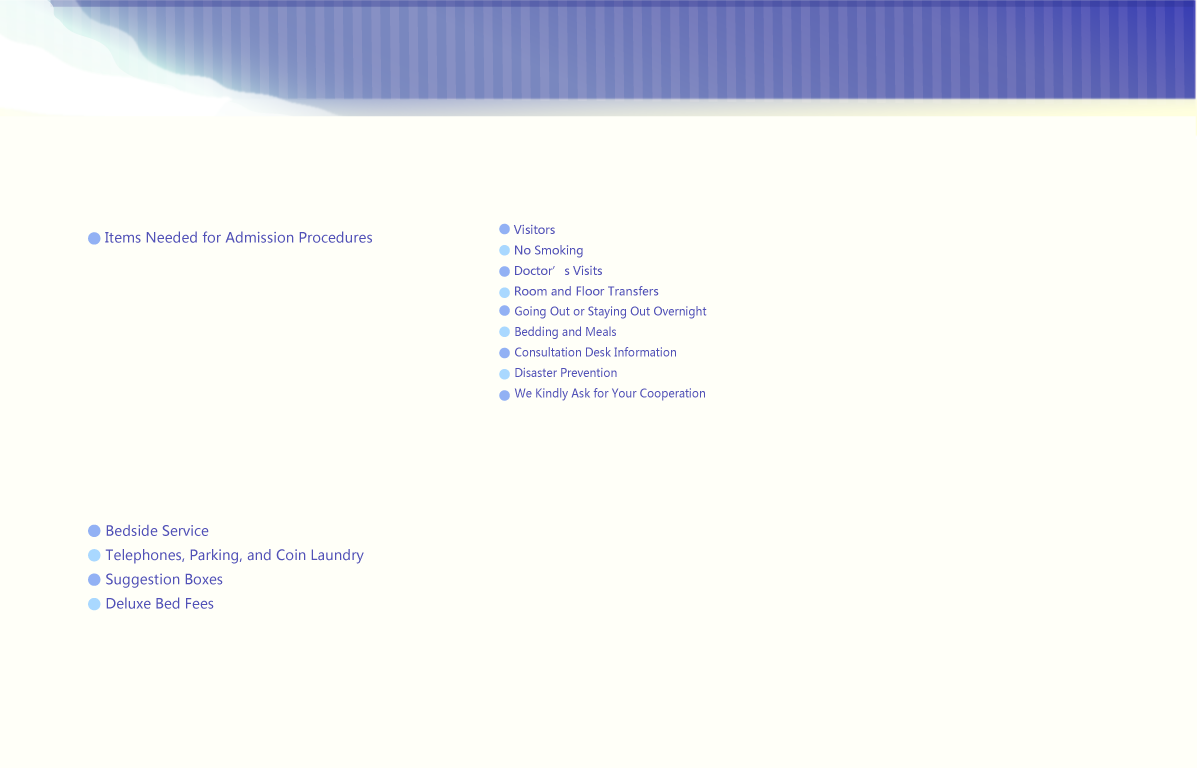 Items Needed for Admission Procedures
Visitors
No Smoking
Doctor’s Visits
Room and Floor Transfers
Going Out or Staying Out Overnight
Bedding and Meals
Consultation Desk Information
Disaster Prevention
We Kindly Ask for Your Cooperation
Bedside Service
Telephones, Parking, and Coin Laundry
Suggestion Boxes
Deluxe Bed Fees